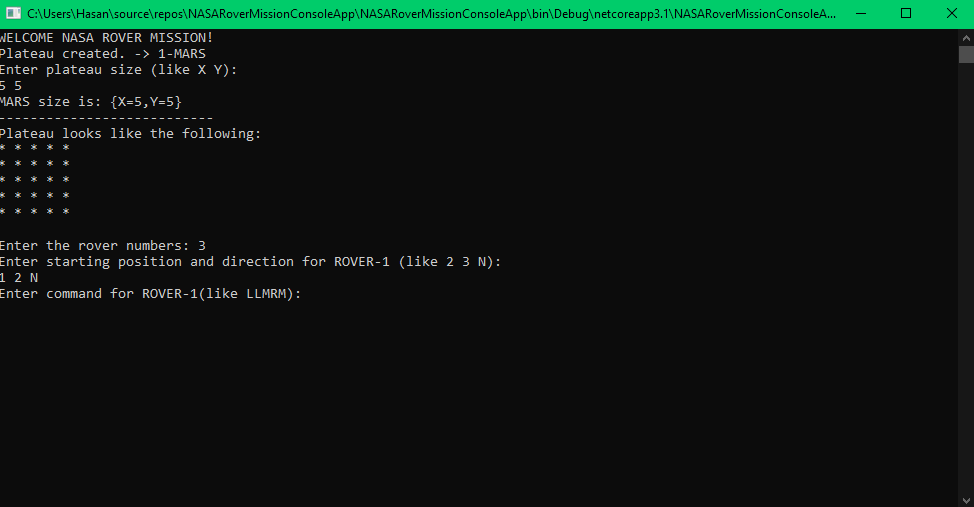 C:\Users\Hasan\source\repos\NASARoverMissionConsoleApp\NASARoverMissionConsoleApp\bin\Debug\netcoreapp3.1\NASARoverMissionConsoleA...
WELCOME NASA ROVER MISSION!
Plateau created. -> 1-MARS
Enter plateau size (like X Y):
5 5
MARS size is: {X=5,Y=5}
---------------------------
Plateau looks like the following:
* * * * *
* * * * *
* * * * *
* * * * *
* * * * *
Enter the rover numbers: 3
Enter starting position and direction for ROVER-1 (like 2 3 N):
1 2 N
Enter command for ROVER-1(like LLMRM):